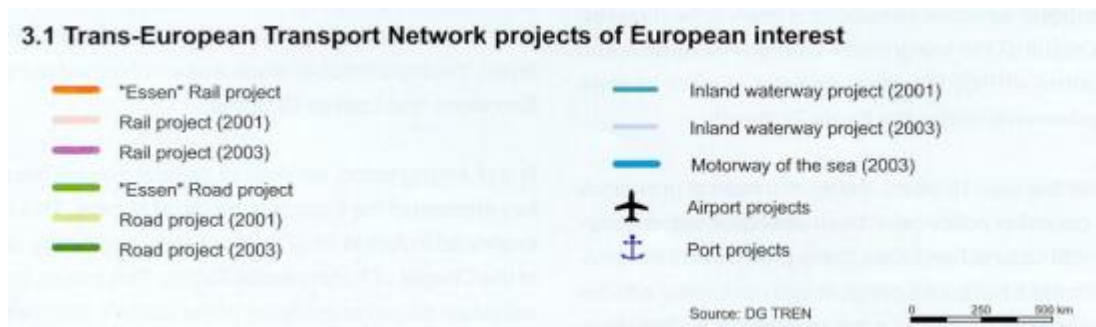 3.1 Trans-European Transport Network projects of European interest
"Essen" Rail project
Rail project (2001)
Rail project (2003)
"Essen" Road project
Road project (2001)
Road project (2003)
Inland waterway project (2001)
Inland waterway project (2003)
Motorway of the sea (2003)
Airport projects
Port projects
Source: DG TREN
0 250 500 km